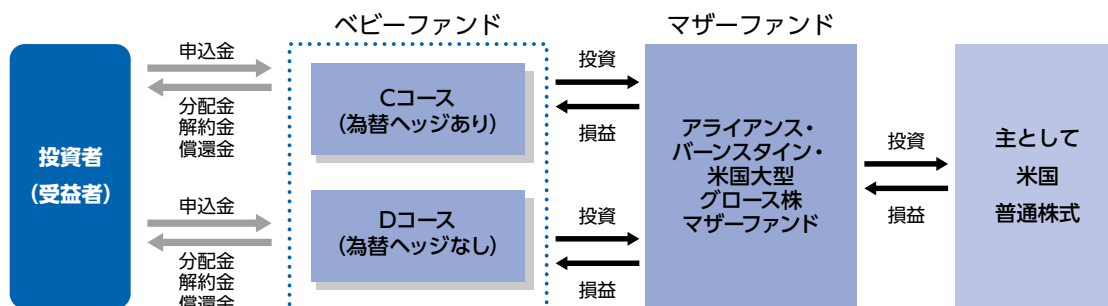 ベビーファンド
マザーファンド
投資者
（受益者）
申込金
分配金
解約金
償還金
Cコース
（為替ヘッジあり）
投資
損益
申込金
分配金
解約金
償還金
Dコース
（為替ヘッジなし）
投資
損益
アライアンス・
バーンスタイン・
米国大型
グロース株
マザーファンド
投資
損益
主として
米国
普通株式